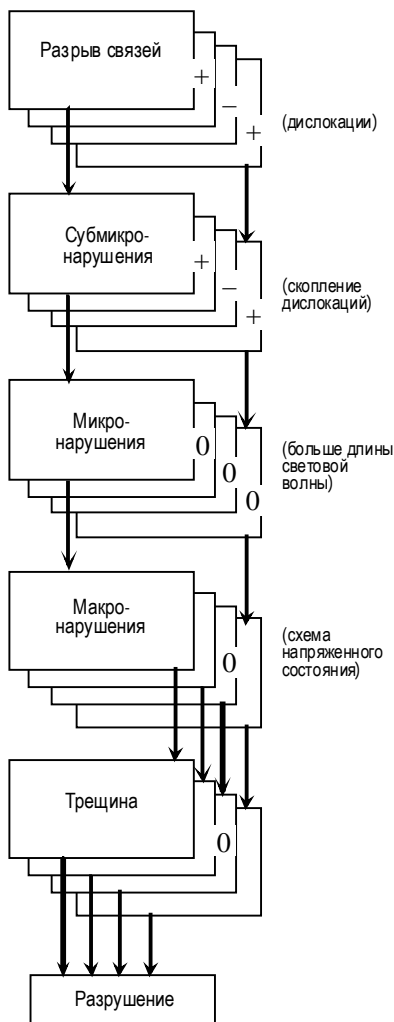 Разрыв связей
+
–
+
(дислокации)
Субмикро-
нарушения
+
–
+
(скопление
дислокаций)
Микро-
нарушения
0
0
0
(больше длины
световой
волны)
Макро-
нарушения
0
(схема
напряженного
состояния)
Трещина
0
Разрушение